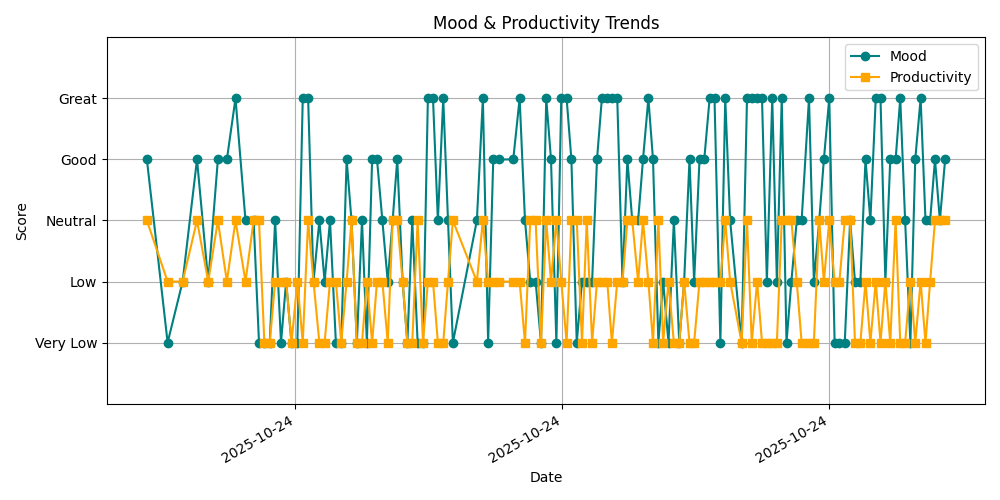 Mood & Productivity Trends
Mood
Productivity
Great
Good
Neutral
Low
Very Low
Score
2025-10-24
2025-10-24
2025-10-24
Date